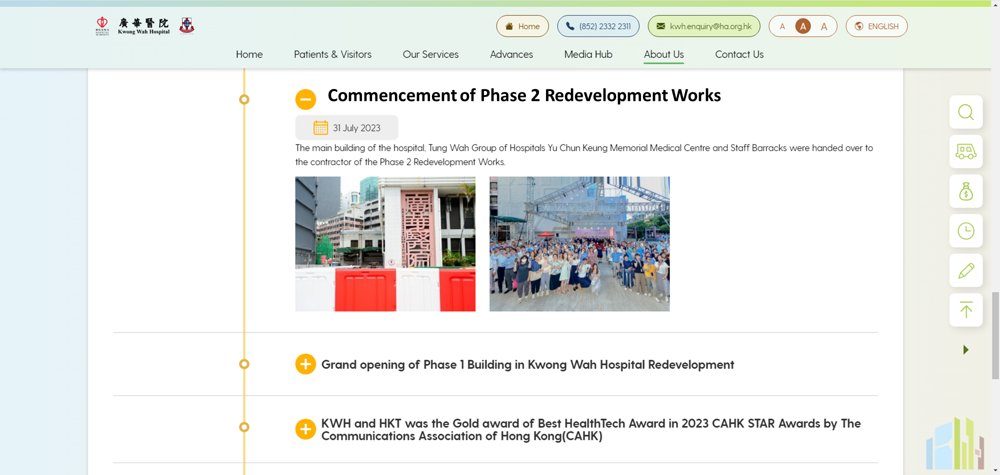 廣華醫院
Kwong Wah Hospital
Home
(852) 2332 2311
kwh.enquiry@ha.org.hk
A A A
ENGLISH
Home Patients & Visitors Our Services Advances Media Hub About Us Contact Us
Commencement of Phase 2 Redevelopment Works
31 July 2023
The main building of the hospital, Tung Wah Group of Hospitals Yu Chun Keung Memorial Medical Centre and Staff Barracks were handed over to
the contractor of the Phase 2 Redevelopment Works.
廣華醫院
Grand opening of Phase 1 Building in Kwong Wah Hospital Redevelopment
KWH and HKT was the Gold award of Best HealthTech Award in 2023 CAHK STAR Awards by The
Communications Association of Hong Kong(CAHK)